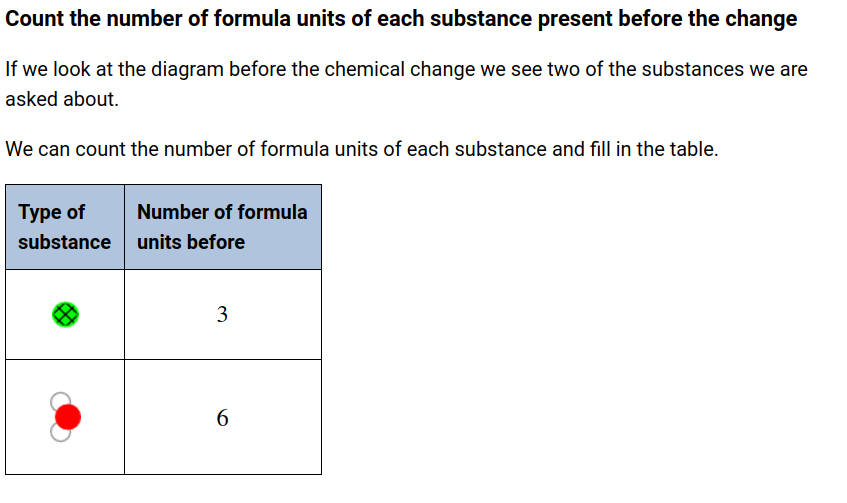 Count the number of formula units of each substance present before the change
If we look at the diagram before the chemical change we see two of the substances we are
asked about.
We can count the number of formula units of each substance and fill in the table.
Type of
substance
Number of formula
units before
3
6